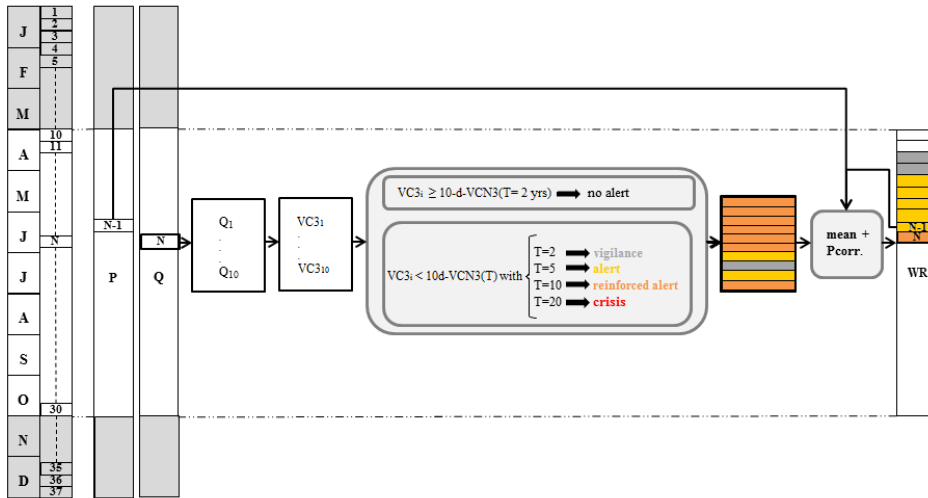 J
F
M
A
M
J
J
A
S
O
N
D
1
2
3
4
5
10
11
N
30
35
36
37
N-1
P
N
Q
Q1
.
.
Q10
VC31
.
.
.
VC310
VC3i ≥ 10-d-VCN3(T= 2 yrs) no alert
VC3i < 10d-VCN3(T) with
T=2 vigilance
T=5 alert
T=10 reinforced alert
T=20 crisis
mean +
Pcorr.
N-1
N
WR